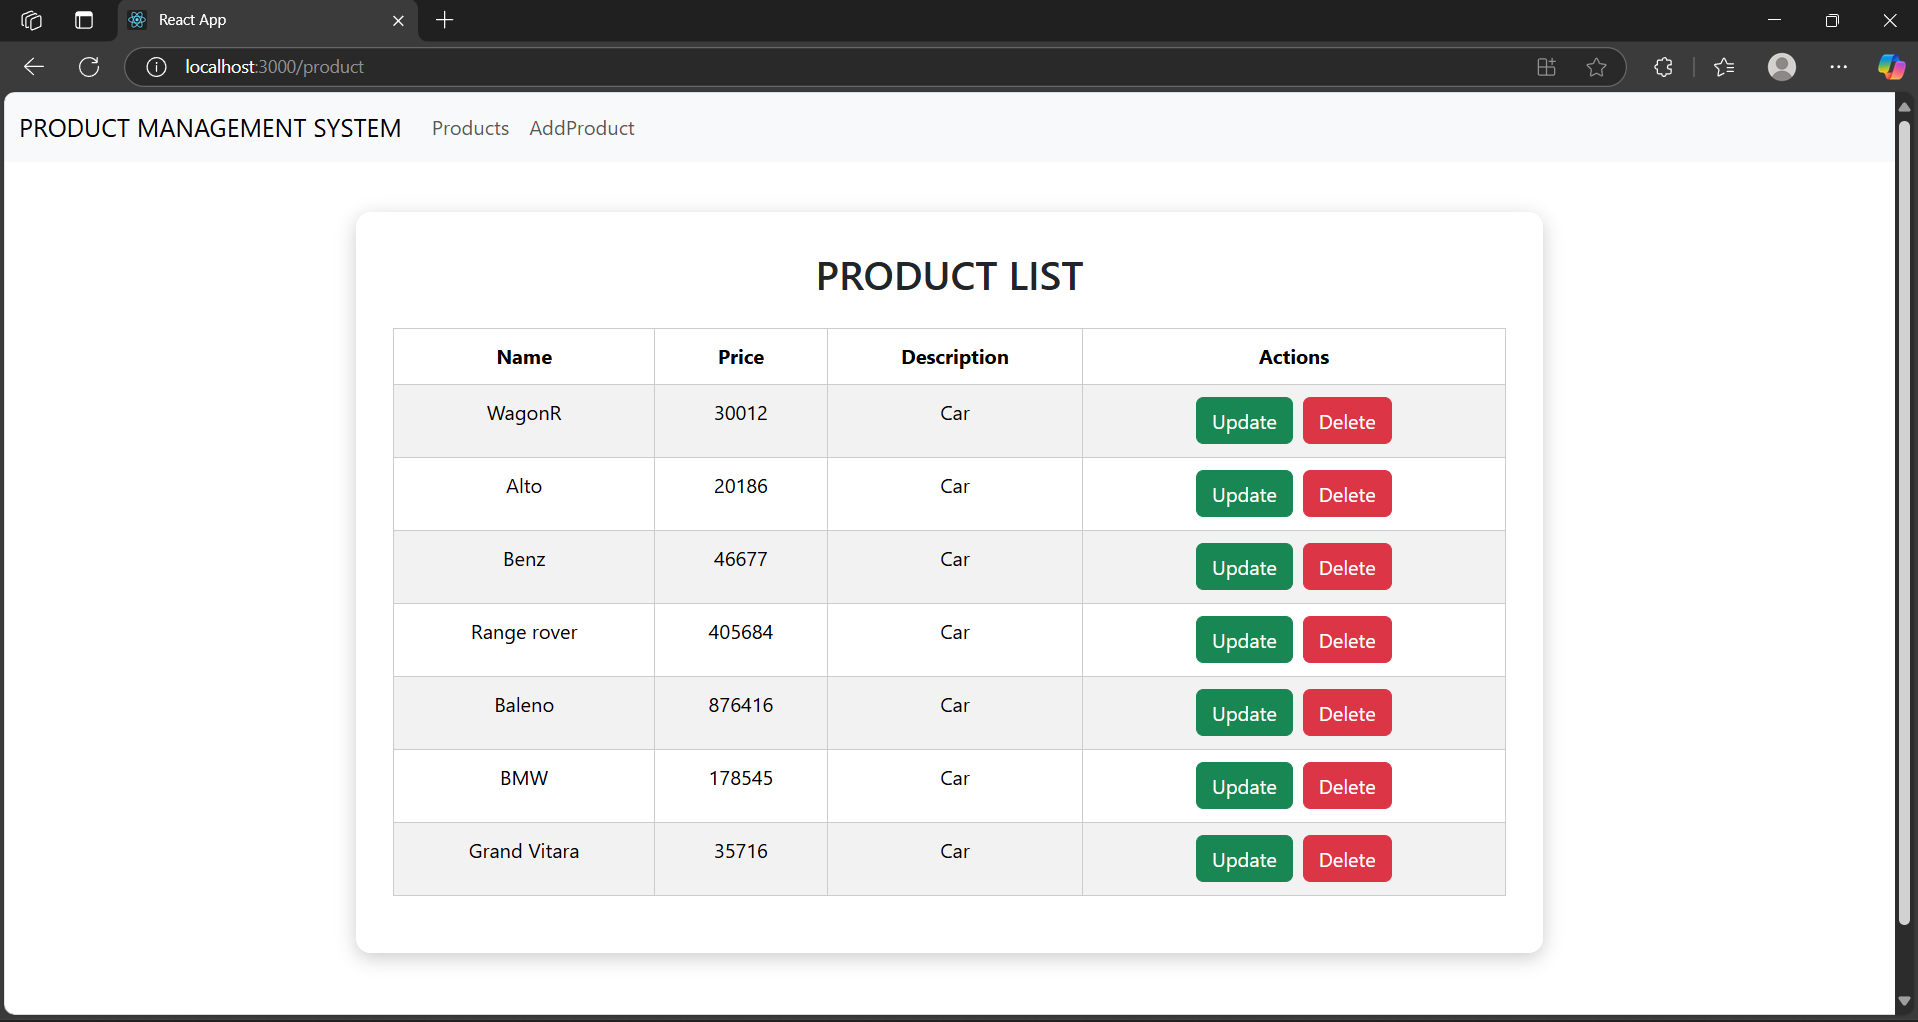 React App
localhost:3000/product
PRODUCT MANAGEMENT SYSTEM Products AddProduct
PRODUCT LIST
Name Price Description Actions
WagonR 30012 Car Update Delete
Alto 20186 Car Update Delete
Benz 46677 Car Update Delete
Range rover 405684 Car Update Delete
Baleno 876416 Car Update Delete
BMW 178545 Car Update Delete
Grand Vitara 35716 Car Update Delete